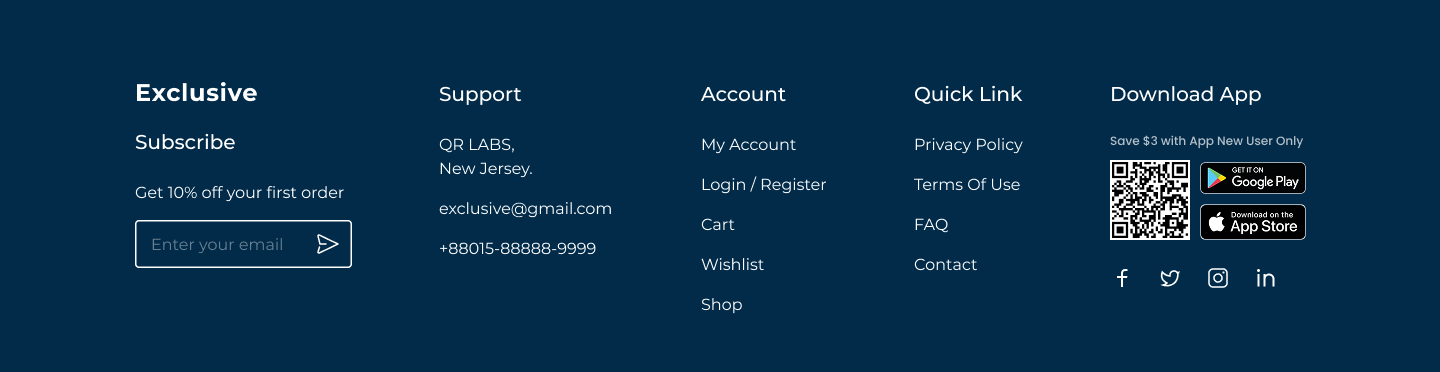 Exclusive
Subscribe
Get 10% off your first order
Enter your email
Support
QR LABS,
New Jersey.
exclusive@gmail.com
+88015-88888-9999
Account
My Account
Login / Register
Cart
Wishlist
Shop
Quick Link
Privacy Policy
Terms Of Use
FAQ
Contact
Download App
Save $3 with App New User Only
GET IT ON
Google Play
Download on the
App Store